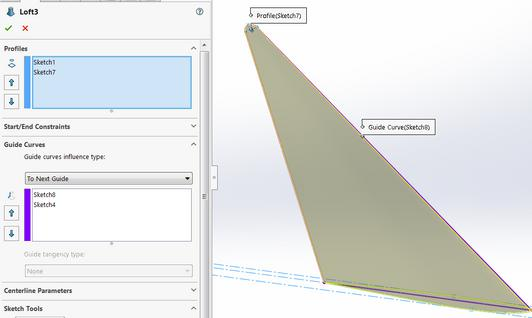 Loft3
Profile(Sketch7)
Profiles
Sketch1
Sketch7
Start/End Constraints
Guide Curves
Guide curves influence type:
Guide Curve(Sketch8)
To Next Guide
Sketch8
Sketch4
Guide tangency type:
None
Centerline Parameters
Sketch Tools